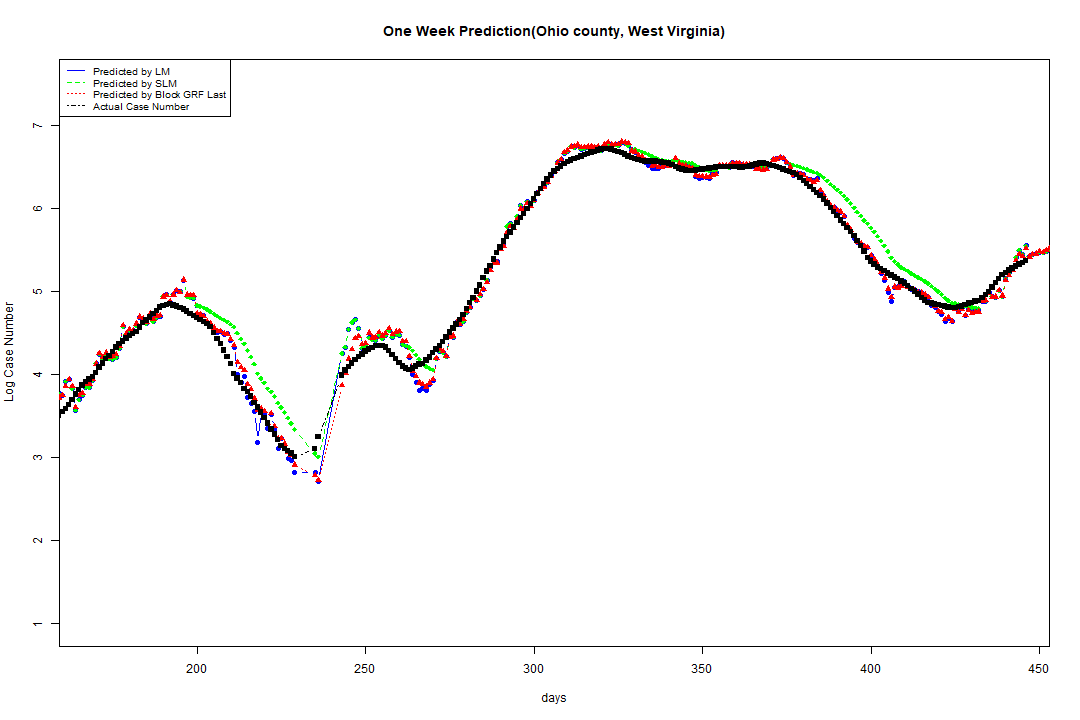 One Week Prediction(Ohio county, West Virginia)
Predicted by LM
Predicted by SLM
Predicted by Block GRF Last
Actual Case Number
7
6
5
4
3
2
1
Log Case Number
200 250 300 350 400 450
days